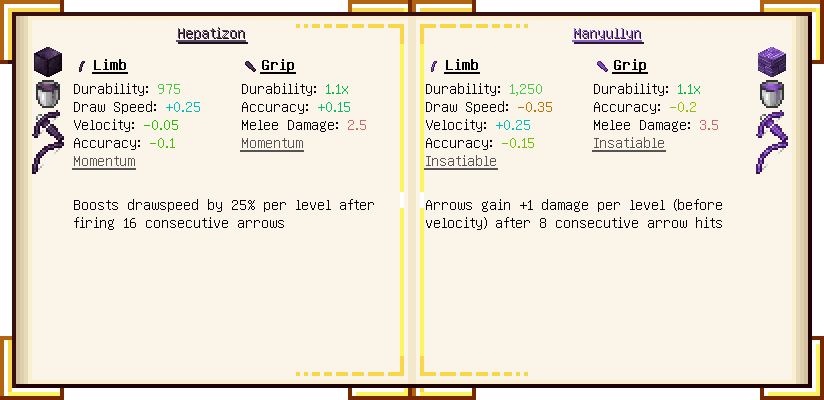 Hepatizon
Limb
Durability: 975
Draw Speed: +0.25
Velocity: -0.05
Accuracy: -0.1
Momentum
Grip
Durability: 1.1x
Accuracy: +0.15
Melee Damage: 2.5
Momentum
Boosts drawspeed by 25% per level after
firing 16 consecutive arrows
Manyullyn
Limb
Durability: 1,250
Draw Speed: -0.35
Velocity: +0.25
Accuracy: -0.15
Insatiable
Grip
Durability: 1.1x
Accuracy: -0.2
Melee Damage: 3.5
Insatiable
Arrows gain +1 damage per level (before
velocity) after 8 consecutive arrow hits